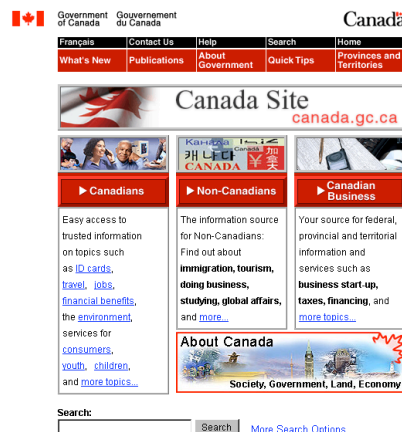 Government of Canada Gouvernement du Canada
Canada
Français Contact Us Help Search Home
What's New Publications About Government Quick Tips Provinces and Territories
Canada Site
canada.gc.ca
Канада
캐나다 Canadá 加拿
CANADA ¥
Canadians
Easy access to
trusted information
on topics such
as ID cards,
travel, jobs,
financial benefits,
the environment,
services for
consumers,
youth, children,
and more topics...
Non-Canadians
The information source
for Non-Canadians:
Find out about
immigration, tourism,
doing business,
studying, global affairs,
and more...
Canadian Business
Your source for federal,
provincial and territorial
information and
services such as
business start-up,
taxes, financing, and
more topics...
About Canada
Society, Government, Land, Economy
Search:
Search More Search Options